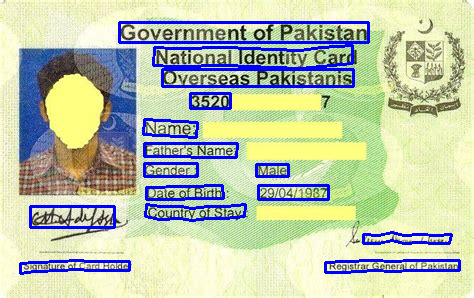 Government of Pakistan
National Identity Card
Overseas Pakistanis
3520 7
Name:
Father's Name:
Gender : Male
Date of Birth : 29/04/1987
Country of Stay :
Signature of Card Holder
Registrar General of Pakistan